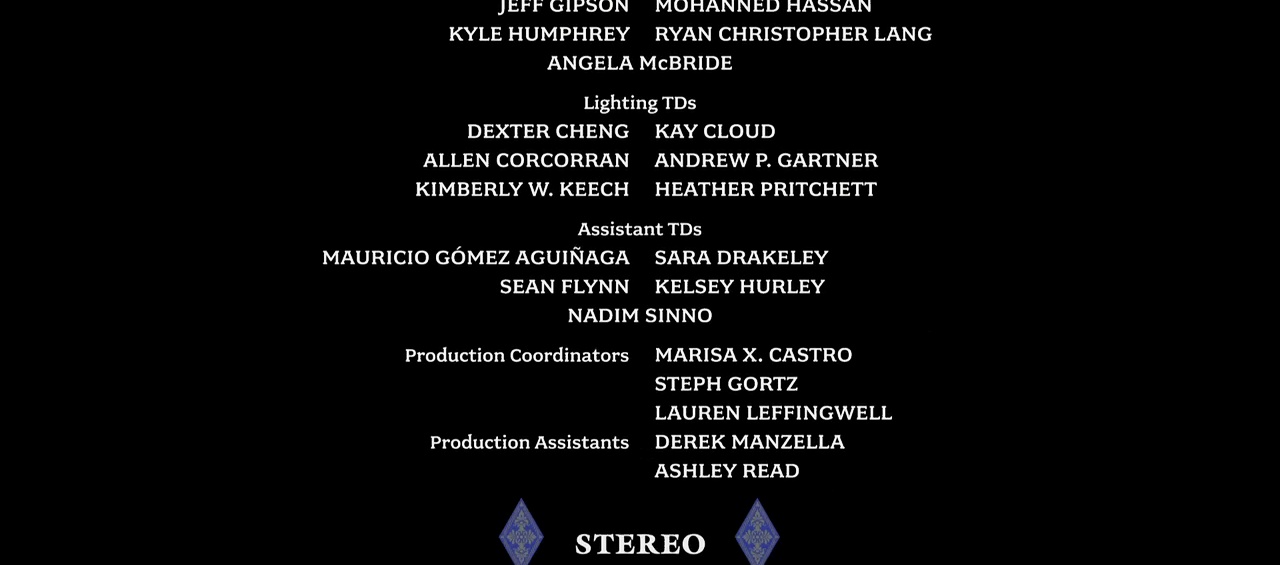 JEFF GIPSON MOHANNED HASSAN
KYLE HUMPHREY RYAN CHRISTOPHER LANG
ANGELA McBRIDE
Lighting TDs
DEXTER CHENG KAY CLOUD
ALLEN CORCORRAN ANDREW P. GARTNER
KIMBERLY W. KEECH HEATHER PRITCHETT
Assistant TDs
MAURICIO GÓMEZ AGUIÑAGA SARA DRAKELEY
SEAN FLYNN KELSEY HURLEY
NADIM SINNO
Production Coordinators MARISA X. CASTRO
STEPH GORTZ
LAUREN LEFFINGWELL
Production Assistants DEREK MANZELLA
ASHLEY READ
STEREO